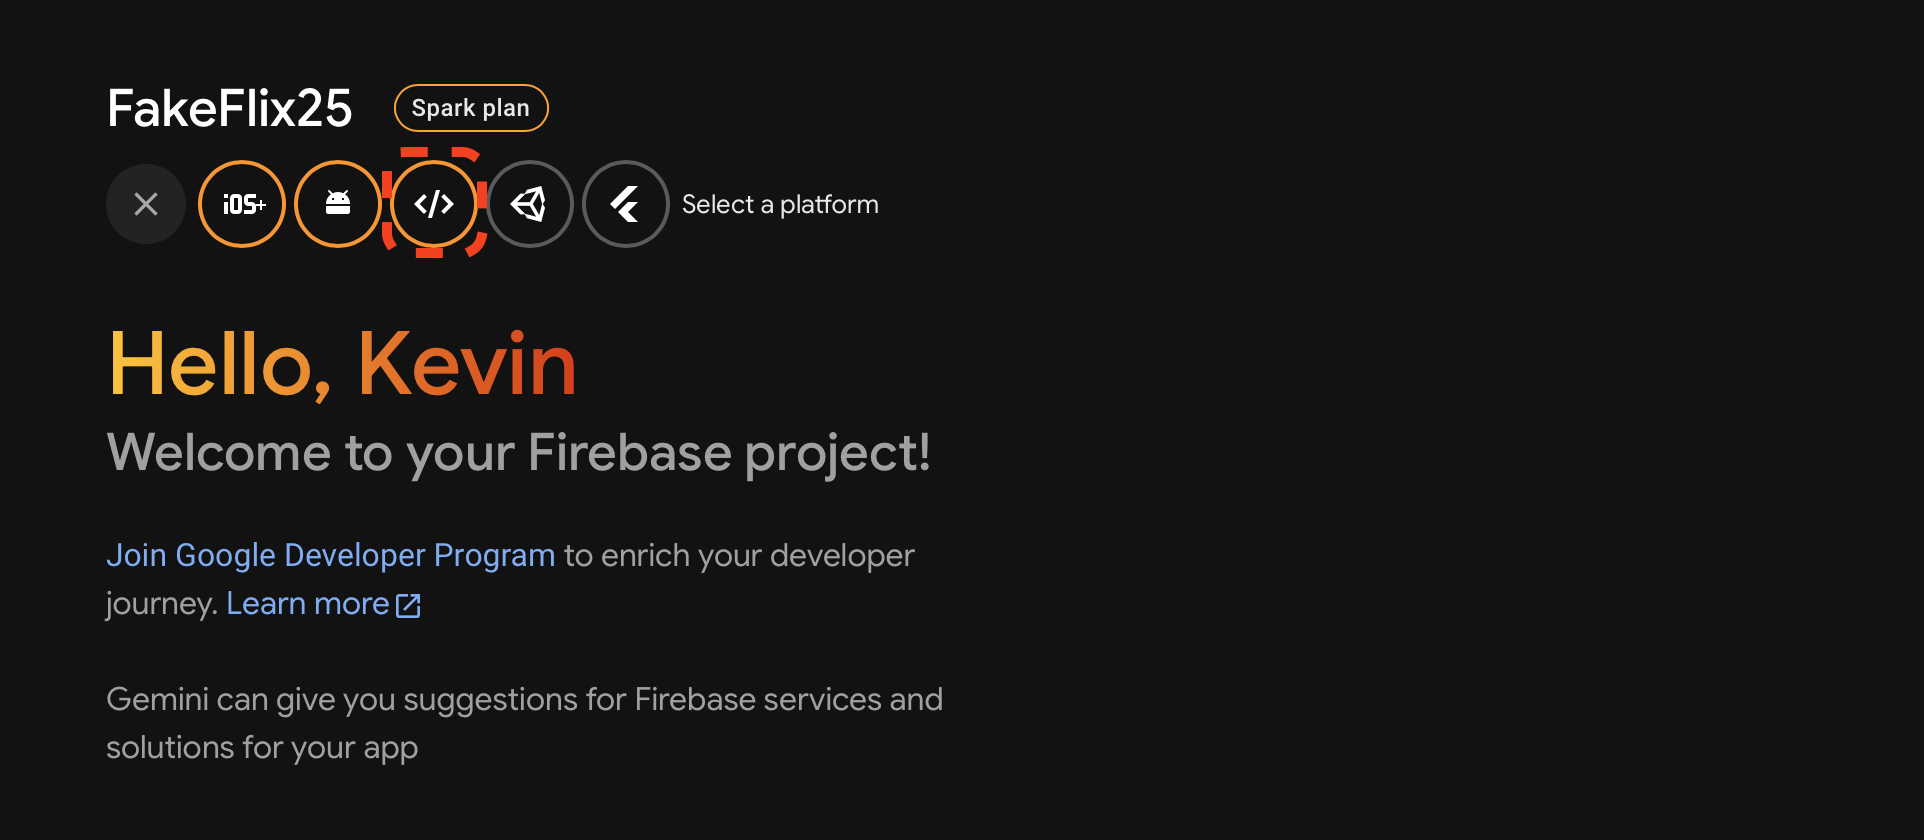 FakeFlix25
Spark plan
iOS+
</>
Select a platform
Hello, Kevin
Welcome to your Firebase project!
Join Google Developer Program to enrich your developer
journey. Learn more
Gemini can give you suggestions for Firebase services and
solutions for your app